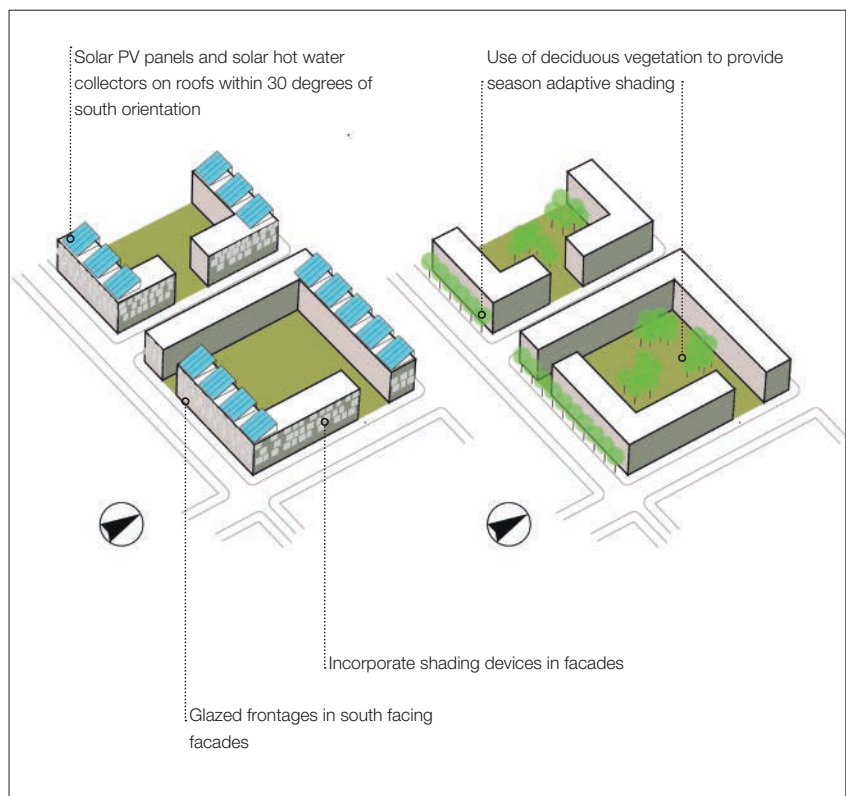 Solar PV panels and solar hot water
collectors on roofs within 30 degrees of
south orientation
Use of deciduous vegetation to provide
season adaptive shading
Incorporate shading devices in facades
Glazed frontages in south facing
facades